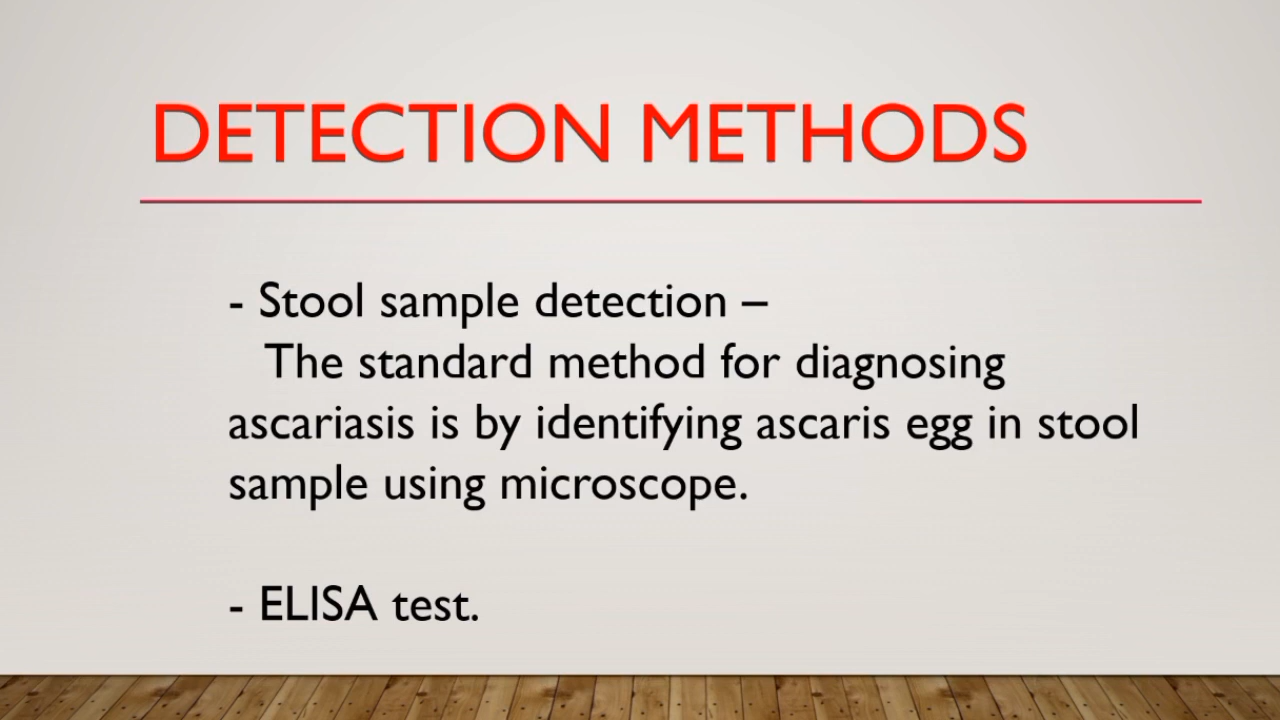 DETECTION METHODS
- Stool sample detection –
The standard method for diagnosing
ascariasis is by identifying ascaris egg in stool
sample using microscope.
- ELISA test.